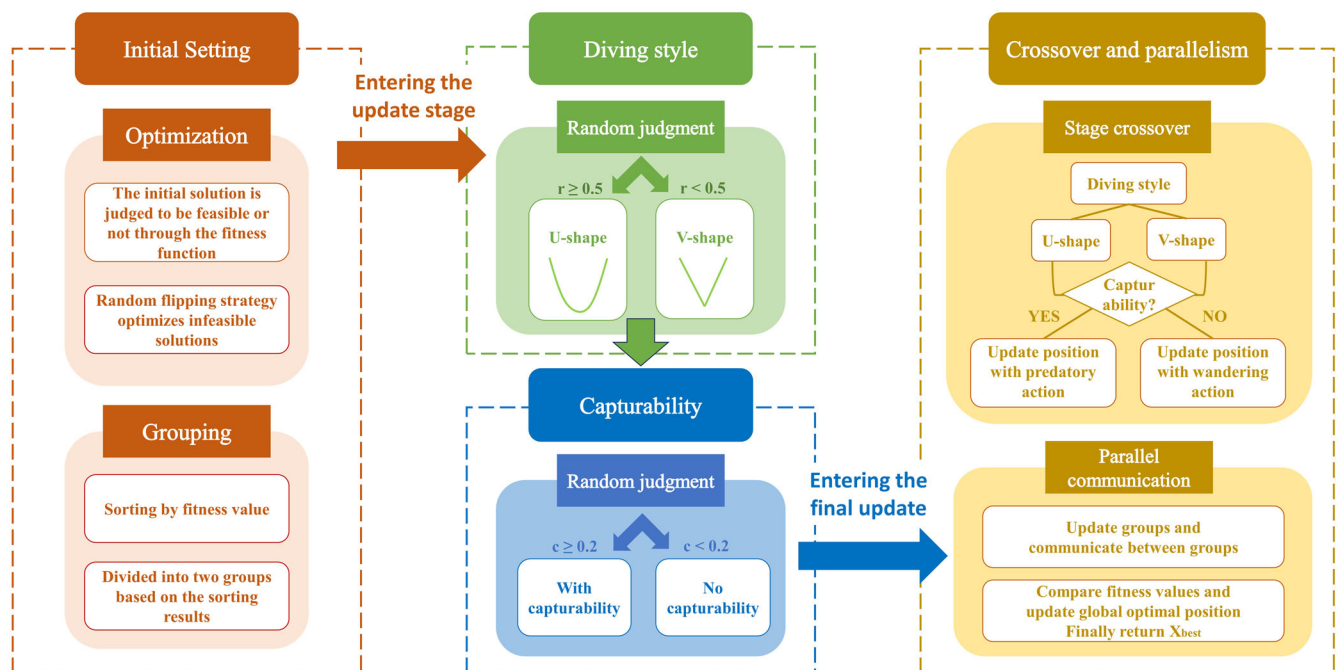 Initial Setting
Optimization
The initial solution is
judged to be feasible or
not through the fitness
function
Random flipping strategy
optimizes infeasible
solutions
Grouping
Sorting by fitness value
Divided into two groups
based on the sorting
results
Entering the
update stage
Diving style
Random judgment
r ≥ 0.5
r < 0.5
U-shape
V-shape
Capturability
Random judgment
c ≥ 0.2
c < 0.2
With
capturability
No
capturability
Entering the
final update
Crossover and parallelism
Stage crossover
Diving style
U-shape
V-shape
Captur
ability?
YES
NO
Update position
with predatory
action
Update position
with wandering
action
Parallel
communication
Update groups and
communicate between groups
Compare fitness values and
update global optimal position
Finally return Xbest